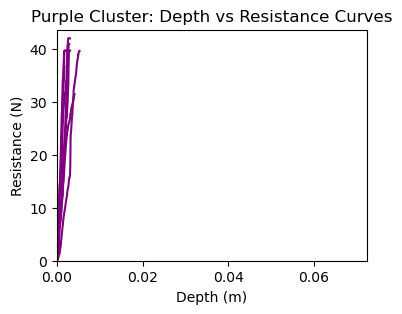 Purple Cluster: Depth vs Resistance Curves
40
30
20
10
0
Resistance (N)
0.00 0.02 0.04 0.06
Depth (m)